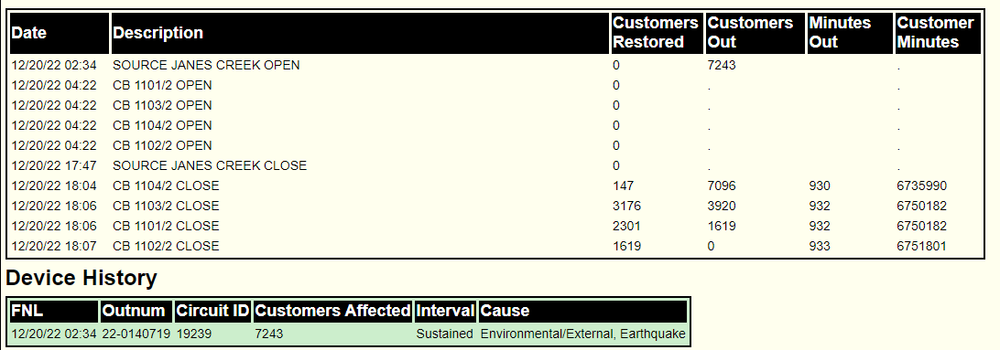 Date Description Customers Restored Customers Out Minutes Out Customer Minutes
12/20/22 02:34 SOURCE JANES CREEK OPEN 0 7243 .
12/20/22 04:22 CB 1101/2 OPEN 0 . .
12/20/22 04:22 CB 1103/2 OPEN 0 . .
12/20/22 04:22 CB 1104/2 OPEN 0 . .
12/20/22 04:22 CB 1102/2 OPEN 0 . .
12/20/22 17:47 SOURCE JANES CREEK CLOSE 0 . .
12/20/22 18:04 CB 1104/2 CLOSE 147 7096 930 6735990
12/20/22 18:06 CB 1103/2 CLOSE 3176 3920 932 6750182
12/20/22 18:06 CB 1101/2 CLOSE 2301 1619 932 6750182
12/20/22 18:07 CB 1102/2 CLOSE 1619 0 933 6751801
Device History
FNL Outnum Circuit ID Customers Affected Interval Cause
12/20/22 02:34 22-0140719 19239 7243 Sustained Environmental/External, Earthquake